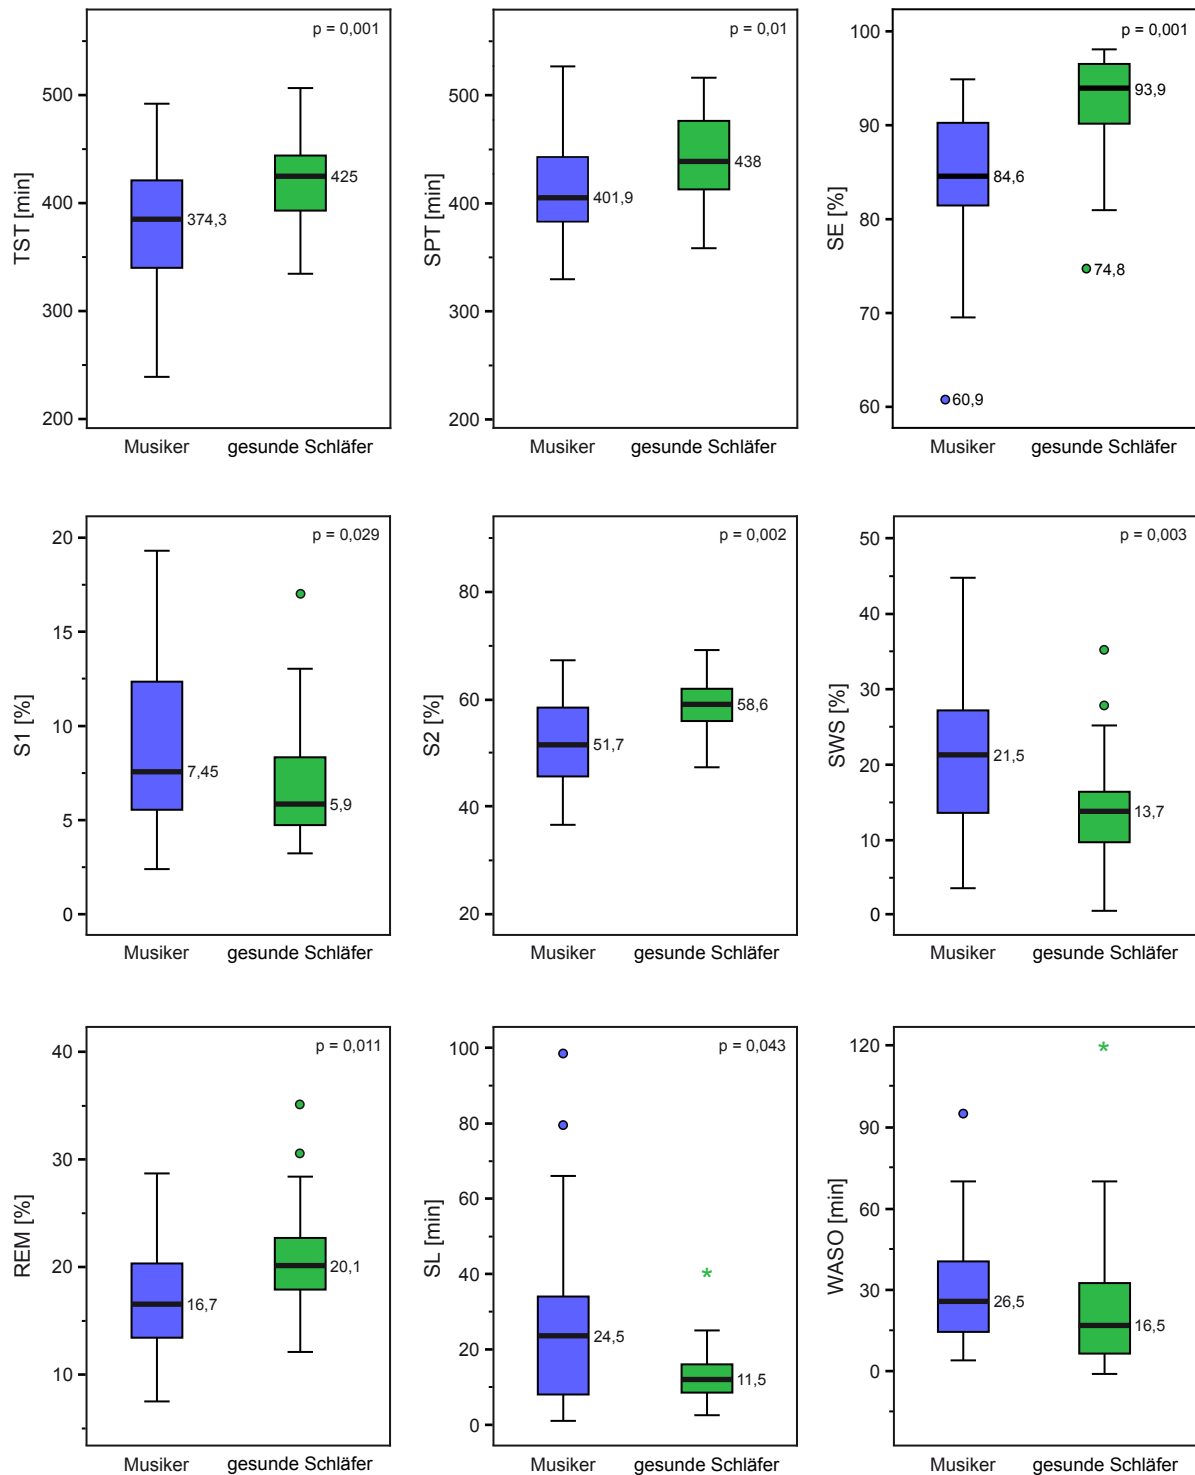 p = 0,001
TST [min]
500
400
300
200
374,3
425
Musiker
gesunde Schläfer
p = 0,01
SPT [min]
500
400
300
200
401,9
438
Musiker
gesunde Schläfer
p = 0,001
SE [%]
100
90
80
70
60
84,6
93,9
74,8
60,9
Musiker
gesunde Schläfer
p = 0,029
S1 [%]
20
15
10
5
0
7,45
5,9
Musiker
gesunde Schläfer
p = 0,002
S2 [%]
80
60
40
20
51,7
58,6
Musiker
gesunde Schläfer
p = 0,003
SWS [%]
50
40
30
20
10
0
21,5
13,7
Musiker
gesunde Schläfer
p = 0,011
REM [%]
40
30
20
10
16,7
20,1
Musiker
gesunde Schläfer
p = 0,043
SL [min]
100
80
60
40
20
0
24,5
*
11,5
Musiker
gesunde Schläfer
WASO [min]
120
90
60
30
0
*
26,5
16,5
Musiker
gesunde Schläfer